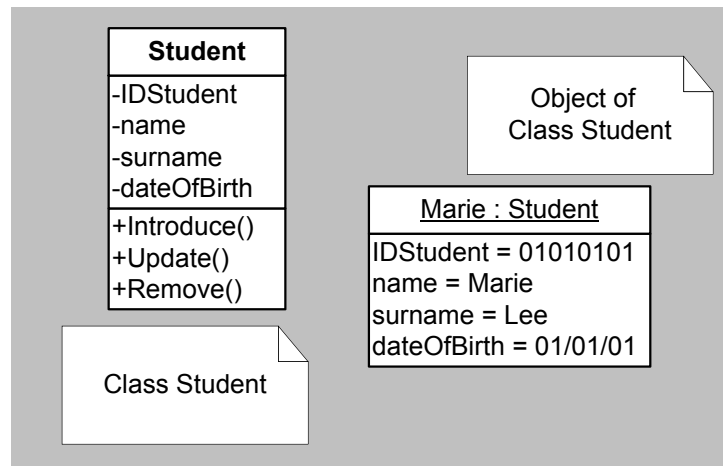 Student
-IDStudent
-name
-surname
-dateOfBirth
+Introduce()
+Update()
+Remove()
Class Student
Object of
Class Student
Marie : Student
IDStudent = 01010101
name = Marie
surname = Lee
dateOfBirth = 01/01/01